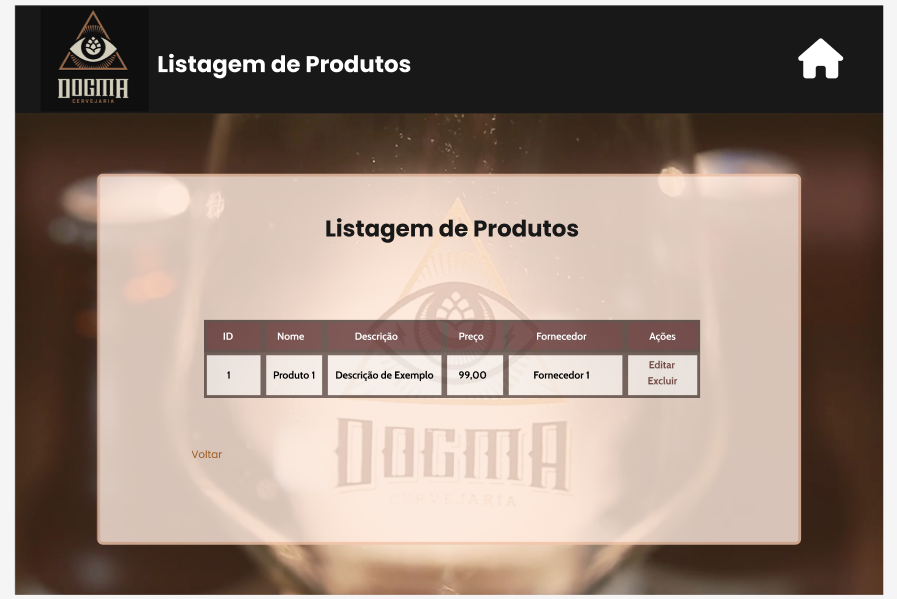 DOGMA
CERVEJARIA
Listagem de Produtos
Listagem de Produtos
ID Nome Descrição Preço Fornecedor Ações
1 Produto 1 Descrição de Exemplo 99,00 Fornecedor 1 Editar
Excluir
DOGMA
CERVEJARIA
Voltar